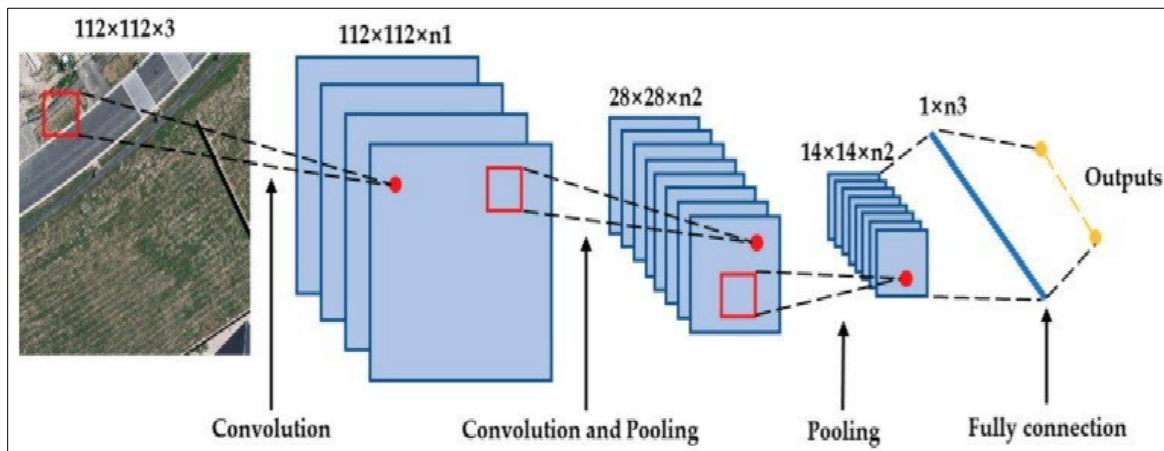 112×112×3
112×112×n1
28×28×n2
14×14×n2
1×n3
Outputs
Convolution
Convolution and Pooling
Pooling
Fully connection